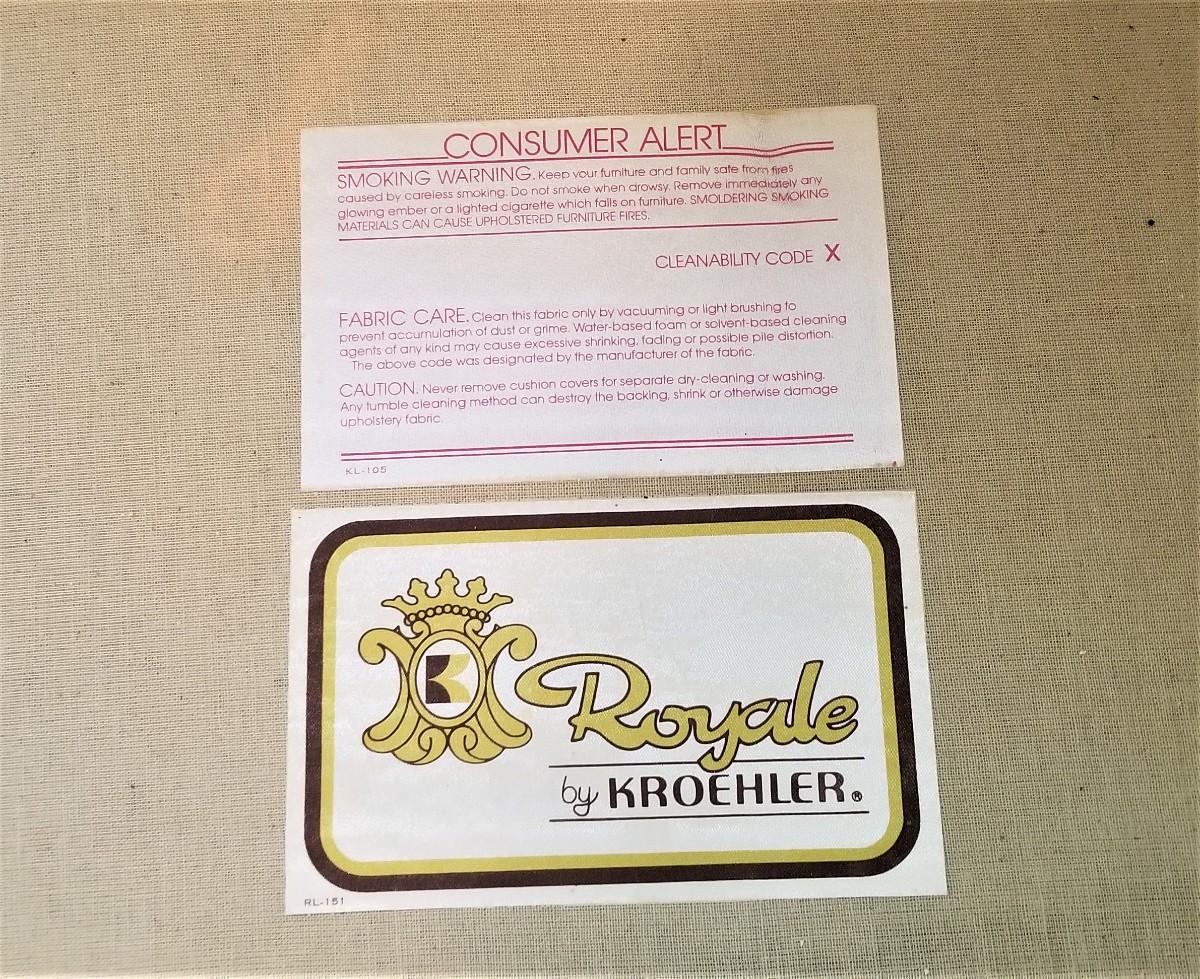 CONSUMER ALERT
SMOKING WARNING. Keep your furniture and family safe from fires
caused by careless smoking. Do not smoke when drowsy. Remove immediately any
glowing ember or a lighted cigarette which falls on furniture. SMOLDERING SMOKING
MATERIALS CAN CAUSE UPHOLSTERED FURNITURE FIRES.
CLEANABILITY CODE X
FABRIC CARE. Clean this fabric only by vacuuming or light brushing to
prevent accumulation of dust or grime. Water-based foam or solvent-based cleaning
agents of any kind may cause excessive shrinking, fading or possible pile distortion.
The above code was designated by the manufacturer of the fabric.
CAUTION. Never remove cushion covers for separate dry-cleaning or washing.
Any tumble cleaning method can destroy the backing, shrink or otherwise damage
upholstery fabric.
KL-105
K
Royale
by KROEHLER®
RL-151